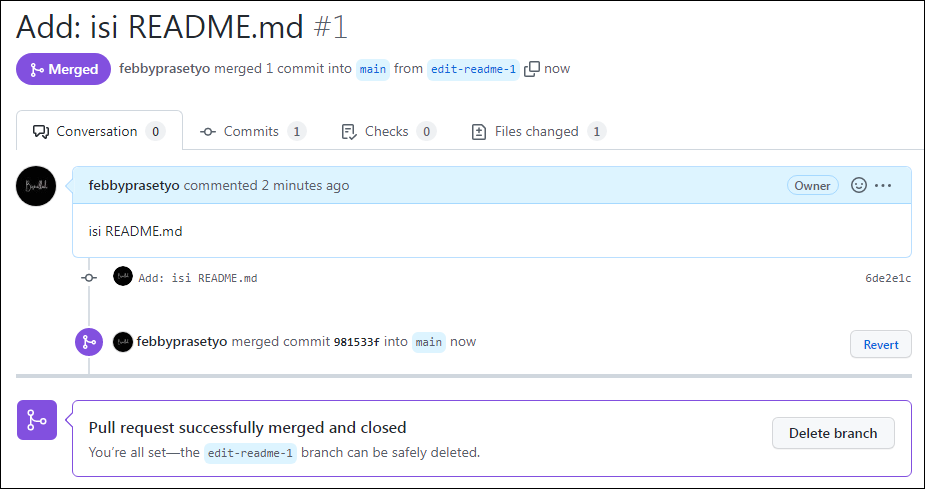 Add: isi README.md #1
Merged febbyprasetyo merged 1 commit into main from edit-readme-1 now
Conversation 0 Commits 1 Checks 0 Files changed 1
febbyprasetyo commented 2 minutes ago Owner
isi README.md
Add: isi README.md 6de2e1c
febbyprasetyo merged commit 981533f into main now Revert
Pull request successfully merged and closed
You’re all set—the edit-readme-1 branch can be safely deleted.
Delete branch